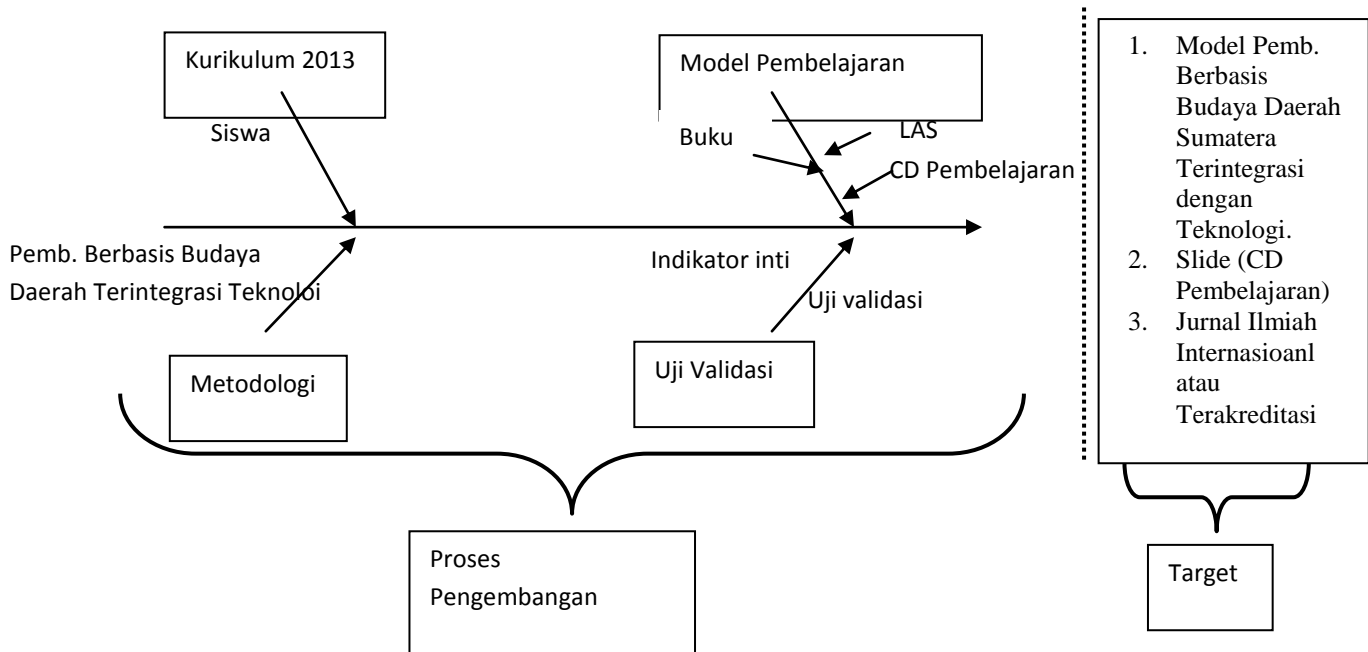 Kurikulum 2013
Siswa
Model Pembelajaran
Buku
LAS
CD Pembelajaran
Pemb. Berbasis Budaya
Daerah Terintegrasi Teknoloi
Indikator inti
Uji validasi
Metodologi
Uji Validasi
Proses
Pengembangan
1. Model Pemb.
Berbasis
Budaya Daerah
Sumatera
Terintegrasi
dengan
Teknologi.
2. Slide (CD
Pembelajaran)
3. Jurnal Ilmiah
Internasioanl
atau
Terakreditasi
Target